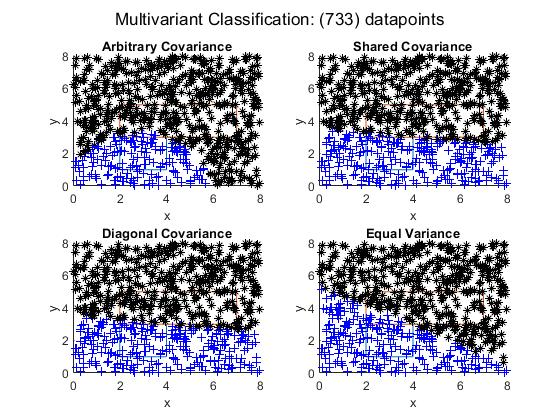 Multivariant Classification: (733) datapoints
Arbitrary Covariance
Shared Covariance
8
6
4
2
0
y
0 2 4 6 8
x
8
6
4
2
0
y
0 2 4 6 8
x
Diagonal Covariance
Equal Variance
8
6
4
2
0
y
0 2 4 6 8
x
8
6
4
2
0
y
0 2 4 6 8
x